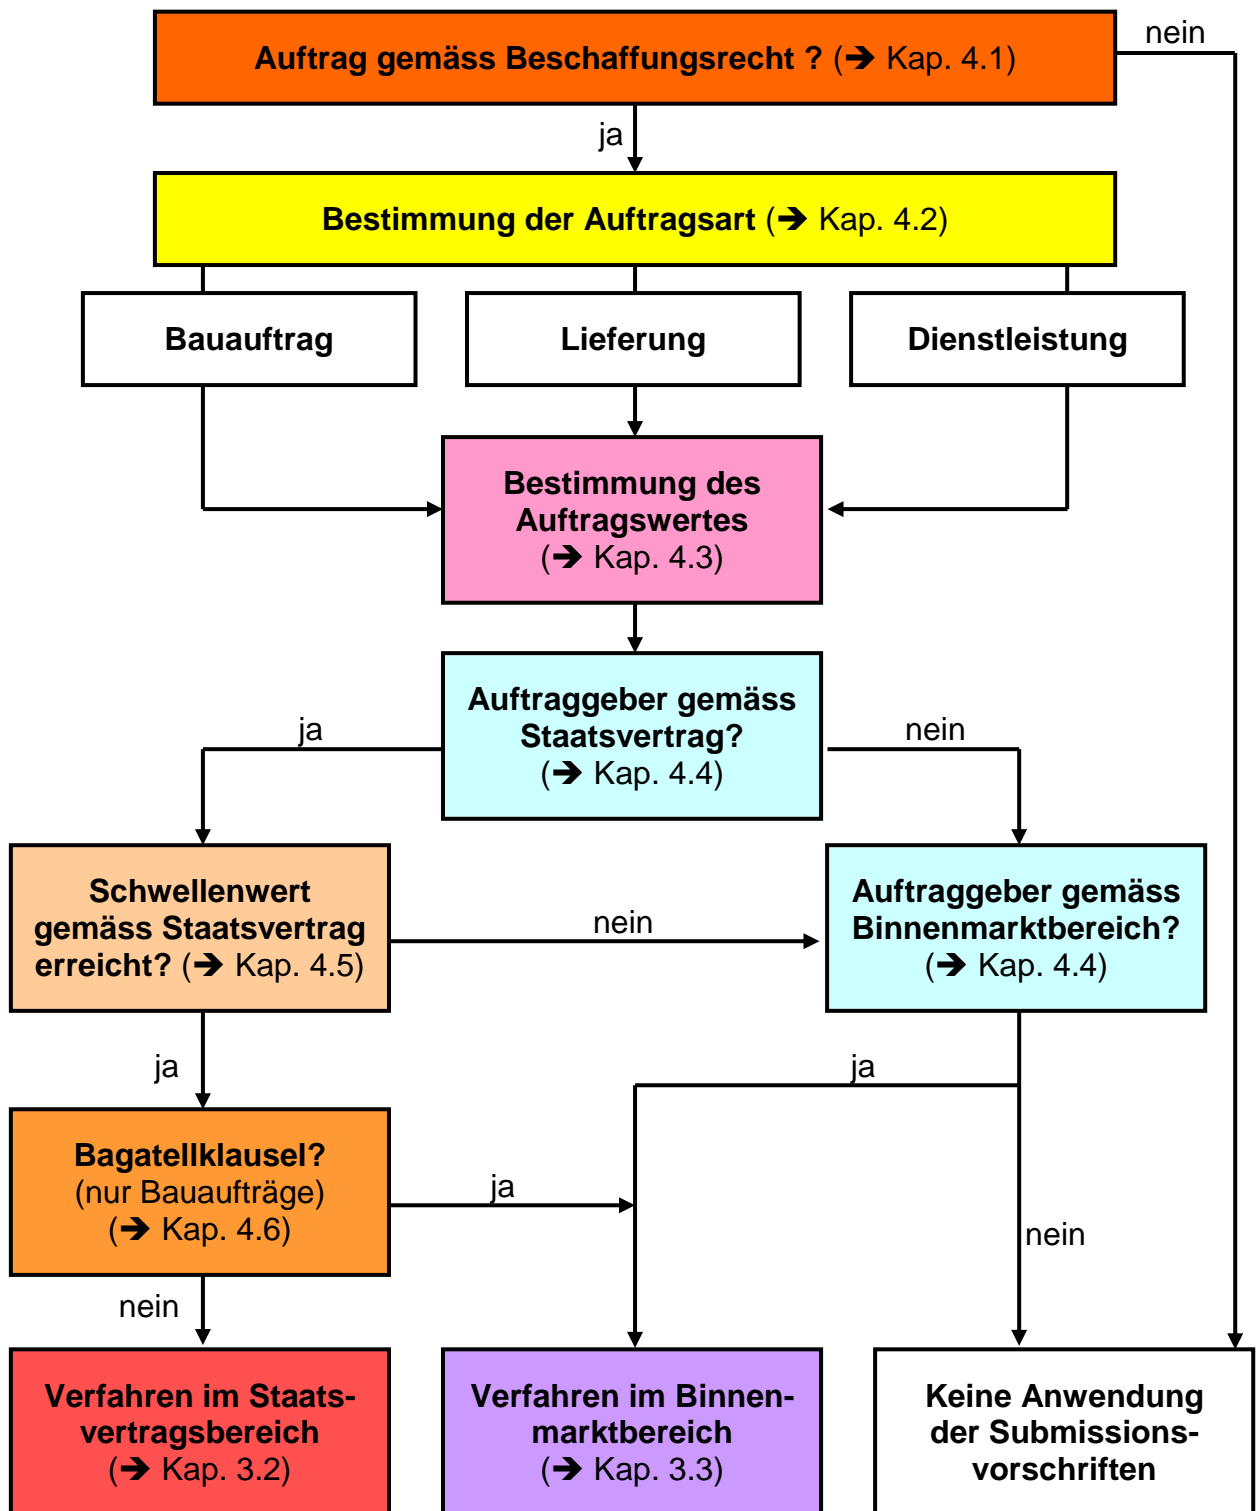 nein
Auftrag gemäss Beschaffungsrecht ? (➔ Kap. 4.1)
ja
Bestimmung der Auftragsart (➔ Kap. 4.2)
Bauauftrag
Lieferung
Dienstleistung
Bestimmung des
Auftragswertes
(➔ Kap. 4.3)
Auftraggeber gemäss
Staatsvertrag?
(➔ Kap. 4.4)
ja
nein
Schwellenwert
gemäss Staatsvertrag
erreicht? (➔ Kap. 4.5)
nein
Auftraggeber gemäss
Binnenmarktbereich?
(➔ Kap. 4.4)
ja
ja
Bagatellklausel?
(nur Bauaufträge)
(➔ Kap. 4.6)
ja
nein
nein
Verfahren im Staats-
vertragsbereich
(➔ Kap. 3.2)
Verfahren im Binnen-
marktbereich
(➔ Kap. 3.3)
Keine Anwendung
der Submissions-
vorschriften